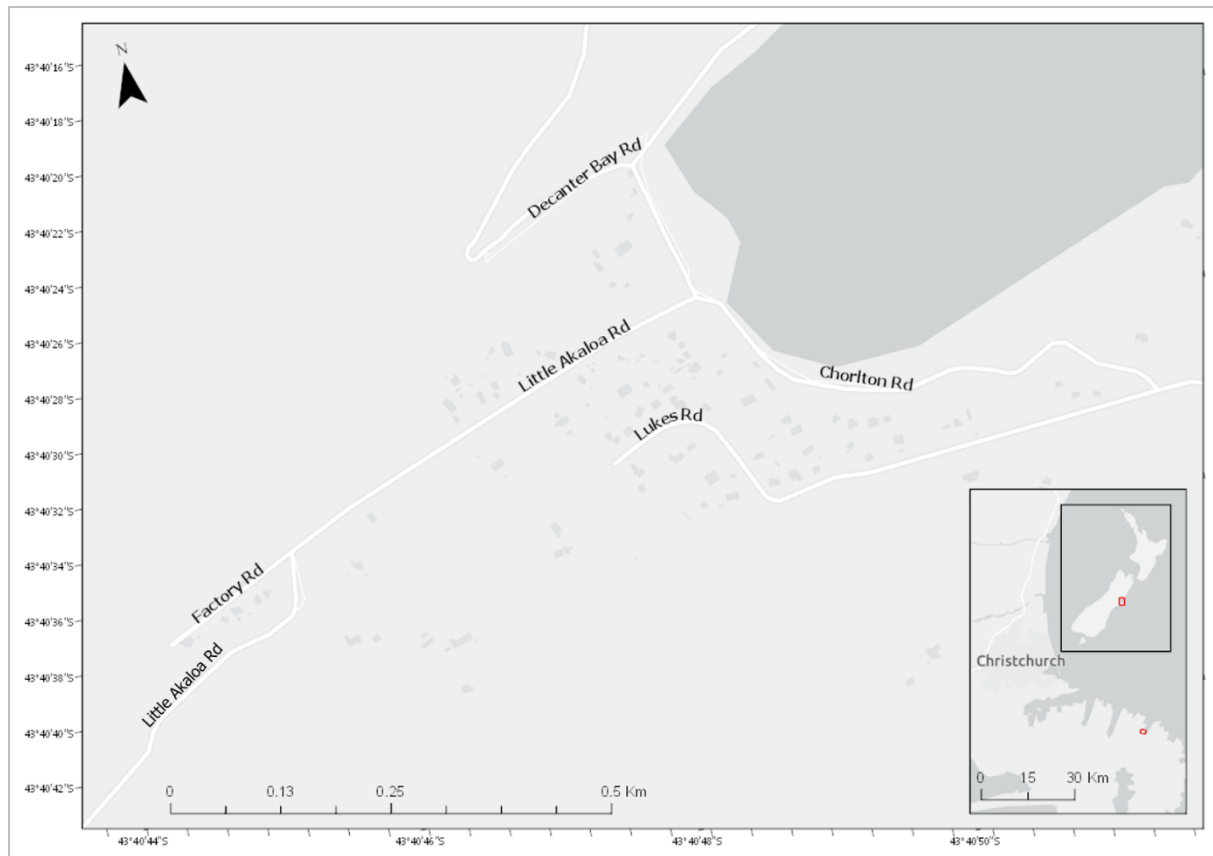 N
43°40'16"S
43°40'18"S
43°40'20"S
43°40'22"S
43°40'24"S
43°40'26"S
43°40'28"S
43°40'30"S
43°40'32"S
43°40'34"S
43°40'36"S
43°40'38"S
43°40'40"S
43°40'42"S
Decanter Bay Rd
Little Akaloa Rd
Chorlton Rd
Lukes Rd
Factory Rd
Little Akaloa Rd
Christchurch
0 15 30 Km
0 0.13 0.25 0.5 Km
43°40'44"S 43°40'46"S 43°40'48"S 43°40'50"S